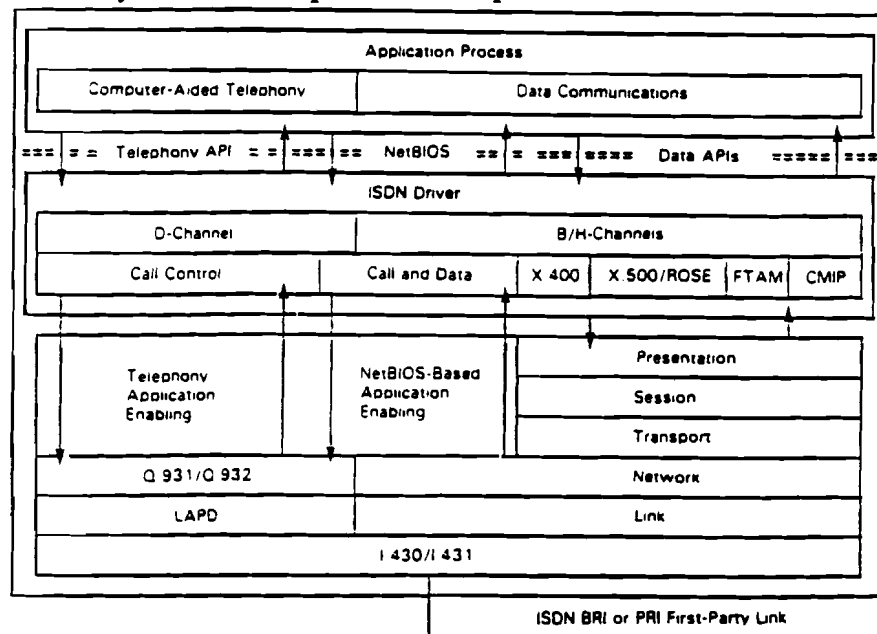 Application Process
Computer-Aided Telephony Data Communications
=== = = Telephony API = = === == NetBIOS == = === ==== Data APIs ===== ===
ISDN Driver
D-Channel B/H-Channels
Call Control Call and Data X 400 X.500/ROSE FTAM CMIP
Telephony
Application
Enabling
NetBIOS-Based
Application
Enabling
Presentation
Session
Transport
Q 931/Q 932 Network
LAPD Link
I 430/I 431
ISDN BRI or PRI First-Party Link